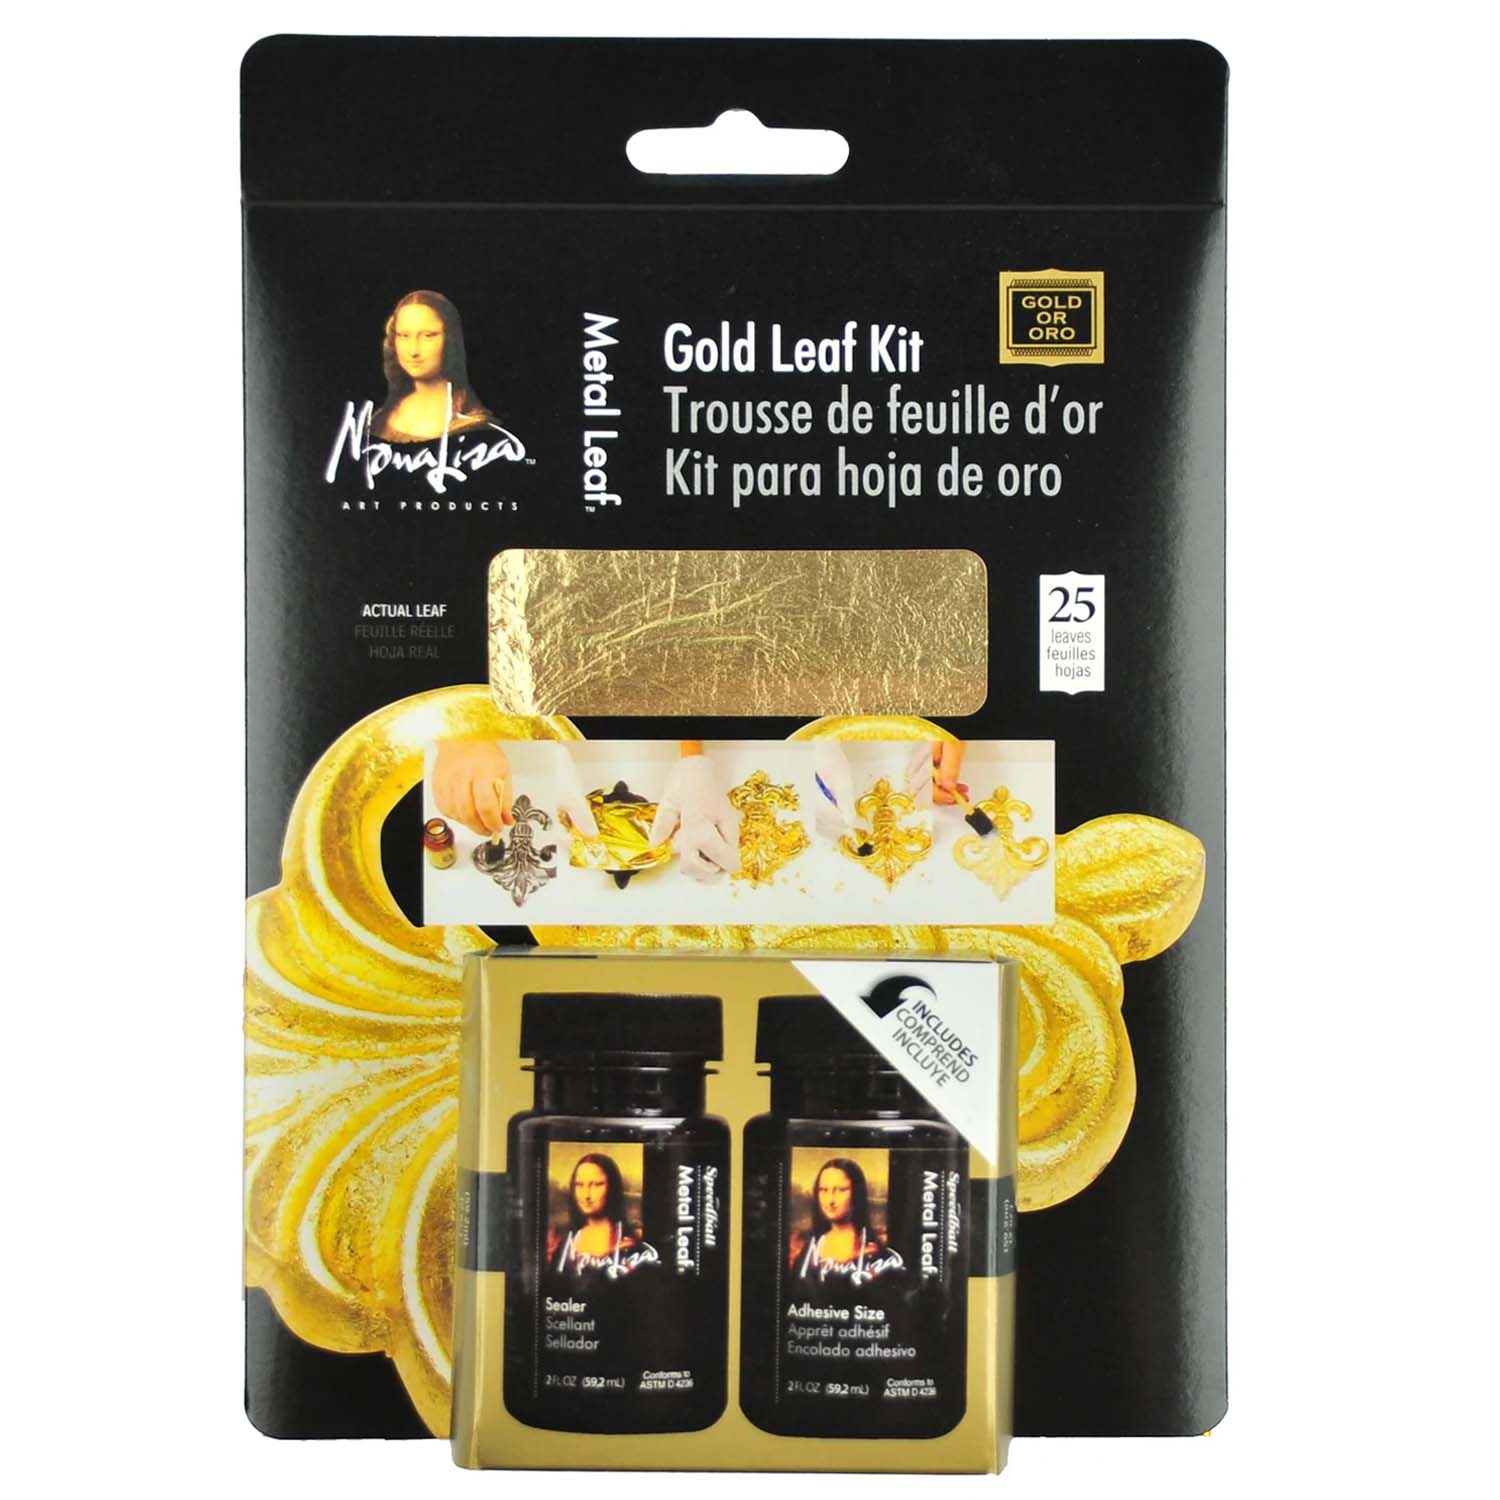 GOLD
OR
ORO
Metal Leaf™
Gold Leaf Kit
Trousse de feuille d'or
Kit para hoja de oro
MonaLisa™
ART PRODUCTS
ACTUAL LEAF
FEUILLE RÉELLE
HOJA REAL
25
leaves
feuilles
hojas
INCLUDES
COMPREND
INCLUYE
Speedball
Metal Leaf.
MonaLisa
Sealer
Scellant
Sellador
2 FL OZ (59.2 mL)
Conforms to
ASTM D 4236
Speedball
Metal Leaf.
MonaLisa
Adhesive Size
Apprêt adhésif
Encolado adhesivo
2 FL OZ (59.2 mL)
Conforms to
ASTM D 4236